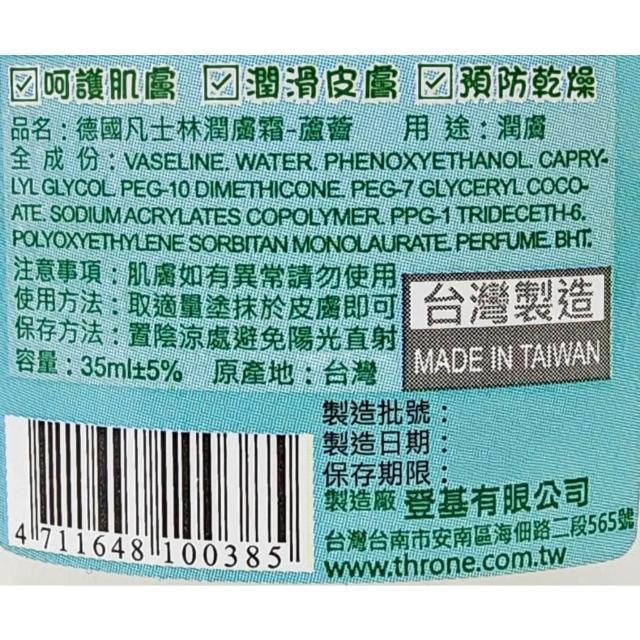 ☑呵護肌膚 ☑潤滑皮膚 ☑預防乾燥
品名：德國凡士林潤膚霜-蘆薈 用途：潤膚
全成份：VASELINE. WATER. PHENOXYETHANOL. CAPRY-
LYL GLYCOL. PEG-10 DIMETHICONE. PEG-7 GLYCERYL COCO-
ATE. SODIUM ACRYLATES COPOLYMER. PPG-1 TRIDECETH-6.
POLYOXYETHYLENE SORBITAN MONOLAURATE. PERFUME. BHT.
注意事項：肌膚如有異常請勿使用
使用方法：取適量塗抹於皮膚即可
保存方法：置陰涼處避免陽光直射
容量：35ml±5% 原產地：台灣
台灣製造
MADE IN TAIWAN
製造批號：
製造日期：
保存期限：
製造廠 登基有限公司
台灣台南市安南區海佃路二段565號
www.throne.com.tw
4 711648 100385